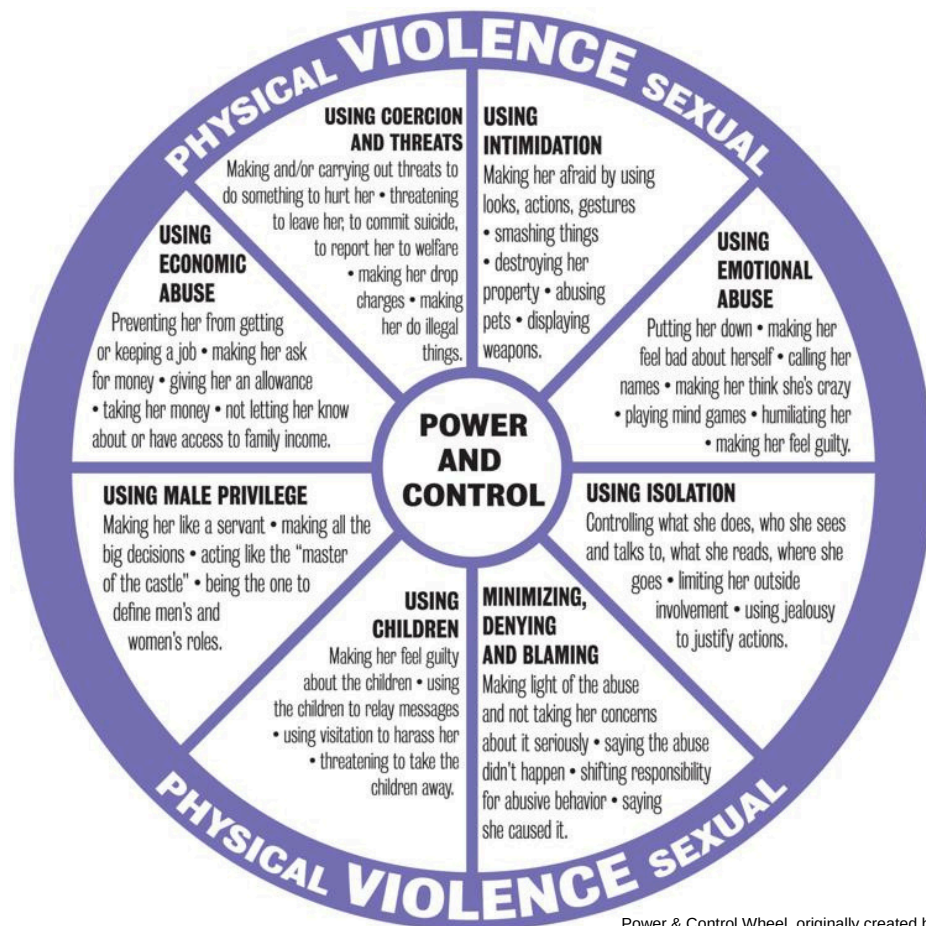 PHYSICAL VIOLENCE SEXUAL
USING COERCION
AND THREATS
Making and/or carrying out threats to
do something to hurt her • threatening
to leave her, to commit suicide,
to report her to welfare
• making her drop
charges • making
her do illegal
things.
USING
INTIMIDATION
Making her afraid by using
looks, actions, gestures
• smashing things
• destroying her
property • abusing
pets • displaying
weapons.
USING
EMOTIONAL
ABUSE
Putting her down • making her
feel bad about herself • calling her
names • making her think she's crazy
• playing mind games • humiliating her
• making her feel guilty.
USING ISOLATION
Controlling what she does, who she sees
and talks to, what she reads, where she
goes • limiting her outside
involvement • using jealousy
to justify actions.
MINIMIZING,
DENYING
AND BLAMING
Making light of the abuse
and not taking her concerns
about it seriously • saying the abuse
didn't happen • shifting responsibility
for abusive behavior • saying
she caused it.
USING
CHILDREN
Making her feel guilty
about the children • using
the children to relay messages
• using visitation to harass her
• threatening to take the
children away.
USING MALE PRIVILEGE
Making her like a servant • making all the
big decisions • acting like the “master
of the castle” • being the one to
define men's and
women's roles.
USING
ECONOMIC
ABUSE
Preventing her from getting
or keeping a job • making her ask
for money • giving her an allowance
• taking her money • not letting her know
about or have access to family income.
POWER
AND
CONTROL
PHYSICAL VIOLENCE SEXUAL
Power & Control Wheel, originally created